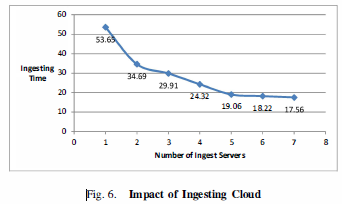 60
50
40
30
20
10
0
Ingesting
Time
53.65
34.69
29.91
24.32
19.06
18.22
17.56
0 1 2 3 4 5 6 7 8
Number of Ingest Servers
Fig. 6. Impact of Ingesting Cloud